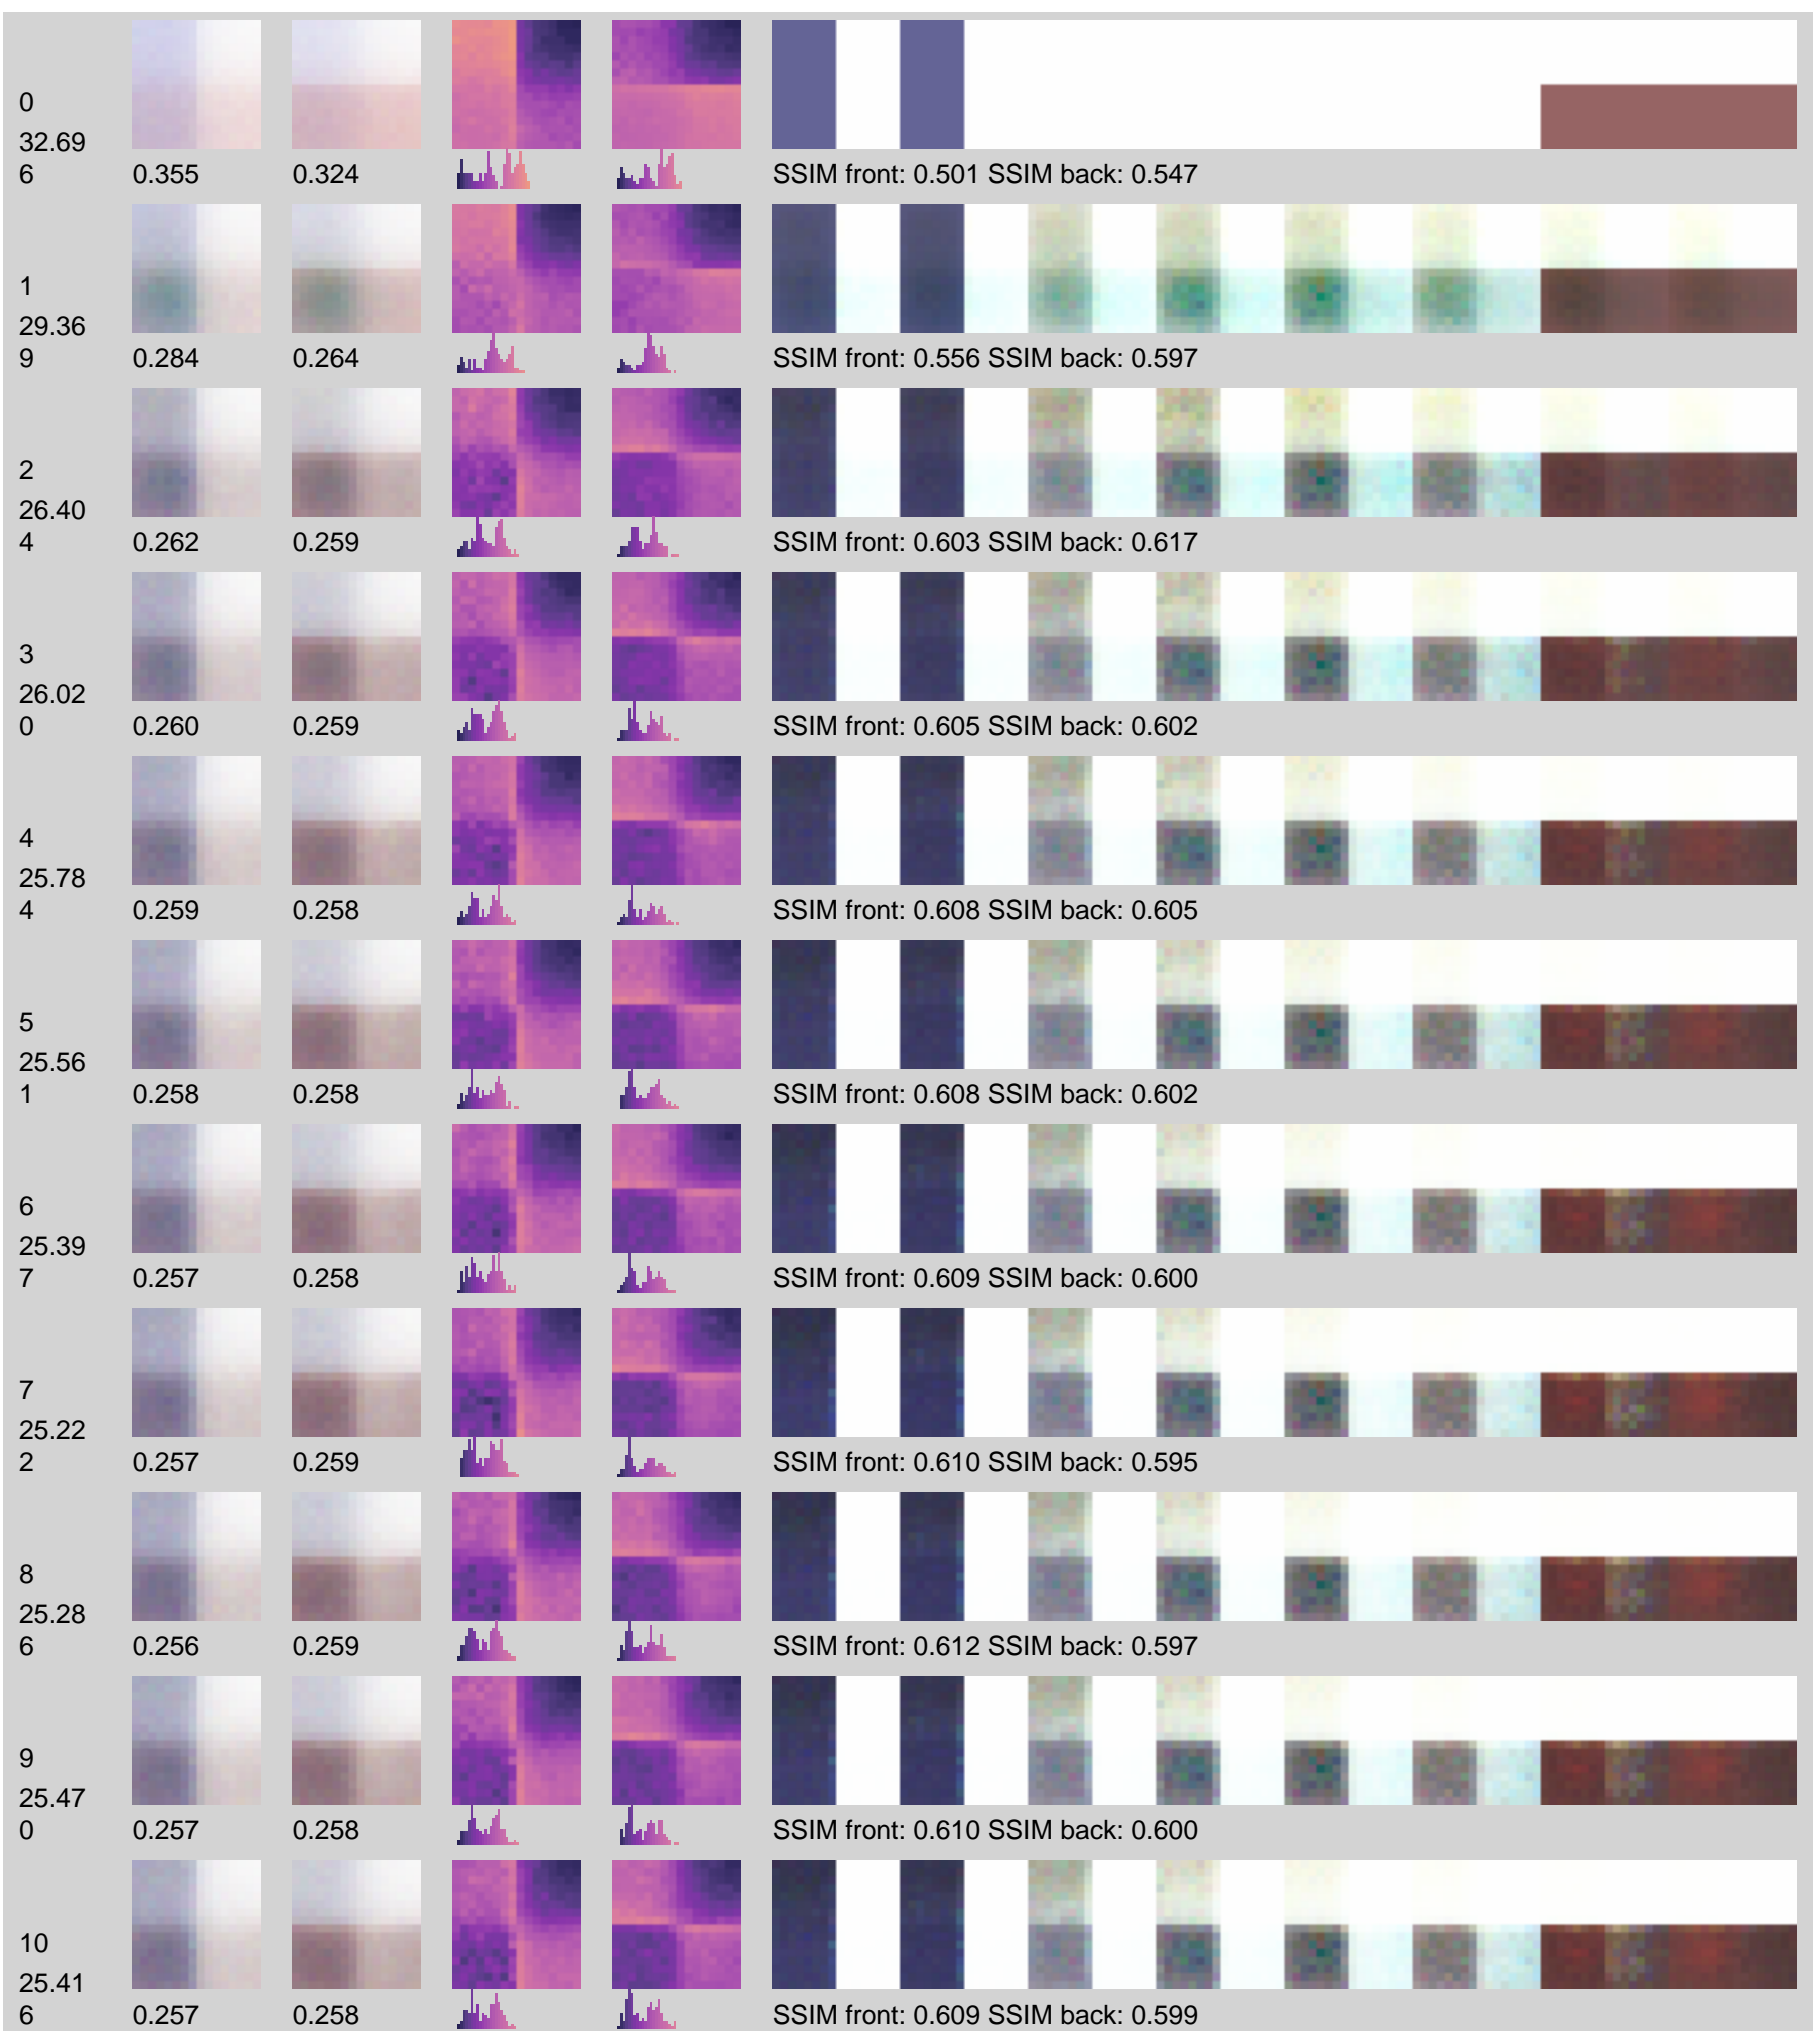 0
32.69
6 0.355 0.324 SSIM front: 0.501 SSIM back: 0.547
1
29.36
9 0.284 0.264 SSIM front: 0.556 SSIM back: 0.597
2
26.40
4 0.262 0.259 SSIM front: 0.603 SSIM back: 0.617
3
26.02
0 0.260 0.259 SSIM front: 0.605 SSIM back: 0.602
4
25.78
4 0.259 0.258 SSIM front: 0.608 SSIM back: 0.605
5
25.56
1 0.258 0.258 SSIM front: 0.608 SSIM back: 0.602
6
25.39
7 0.257 0.258 SSIM front: 0.609 SSIM back: 0.600
7
25.22
2 0.257 0.259 SSIM front: 0.610 SSIM back: 0.595
8
25.28
6 0.256 0.259 SSIM front: 0.612 SSIM back: 0.597
9
25.47
0 0.257 0.258 SSIM front: 0.610 SSIM back: 0.600
10
25.41
6 0.257 0.258 SSIM front: 0.609 SSIM back: 0.599